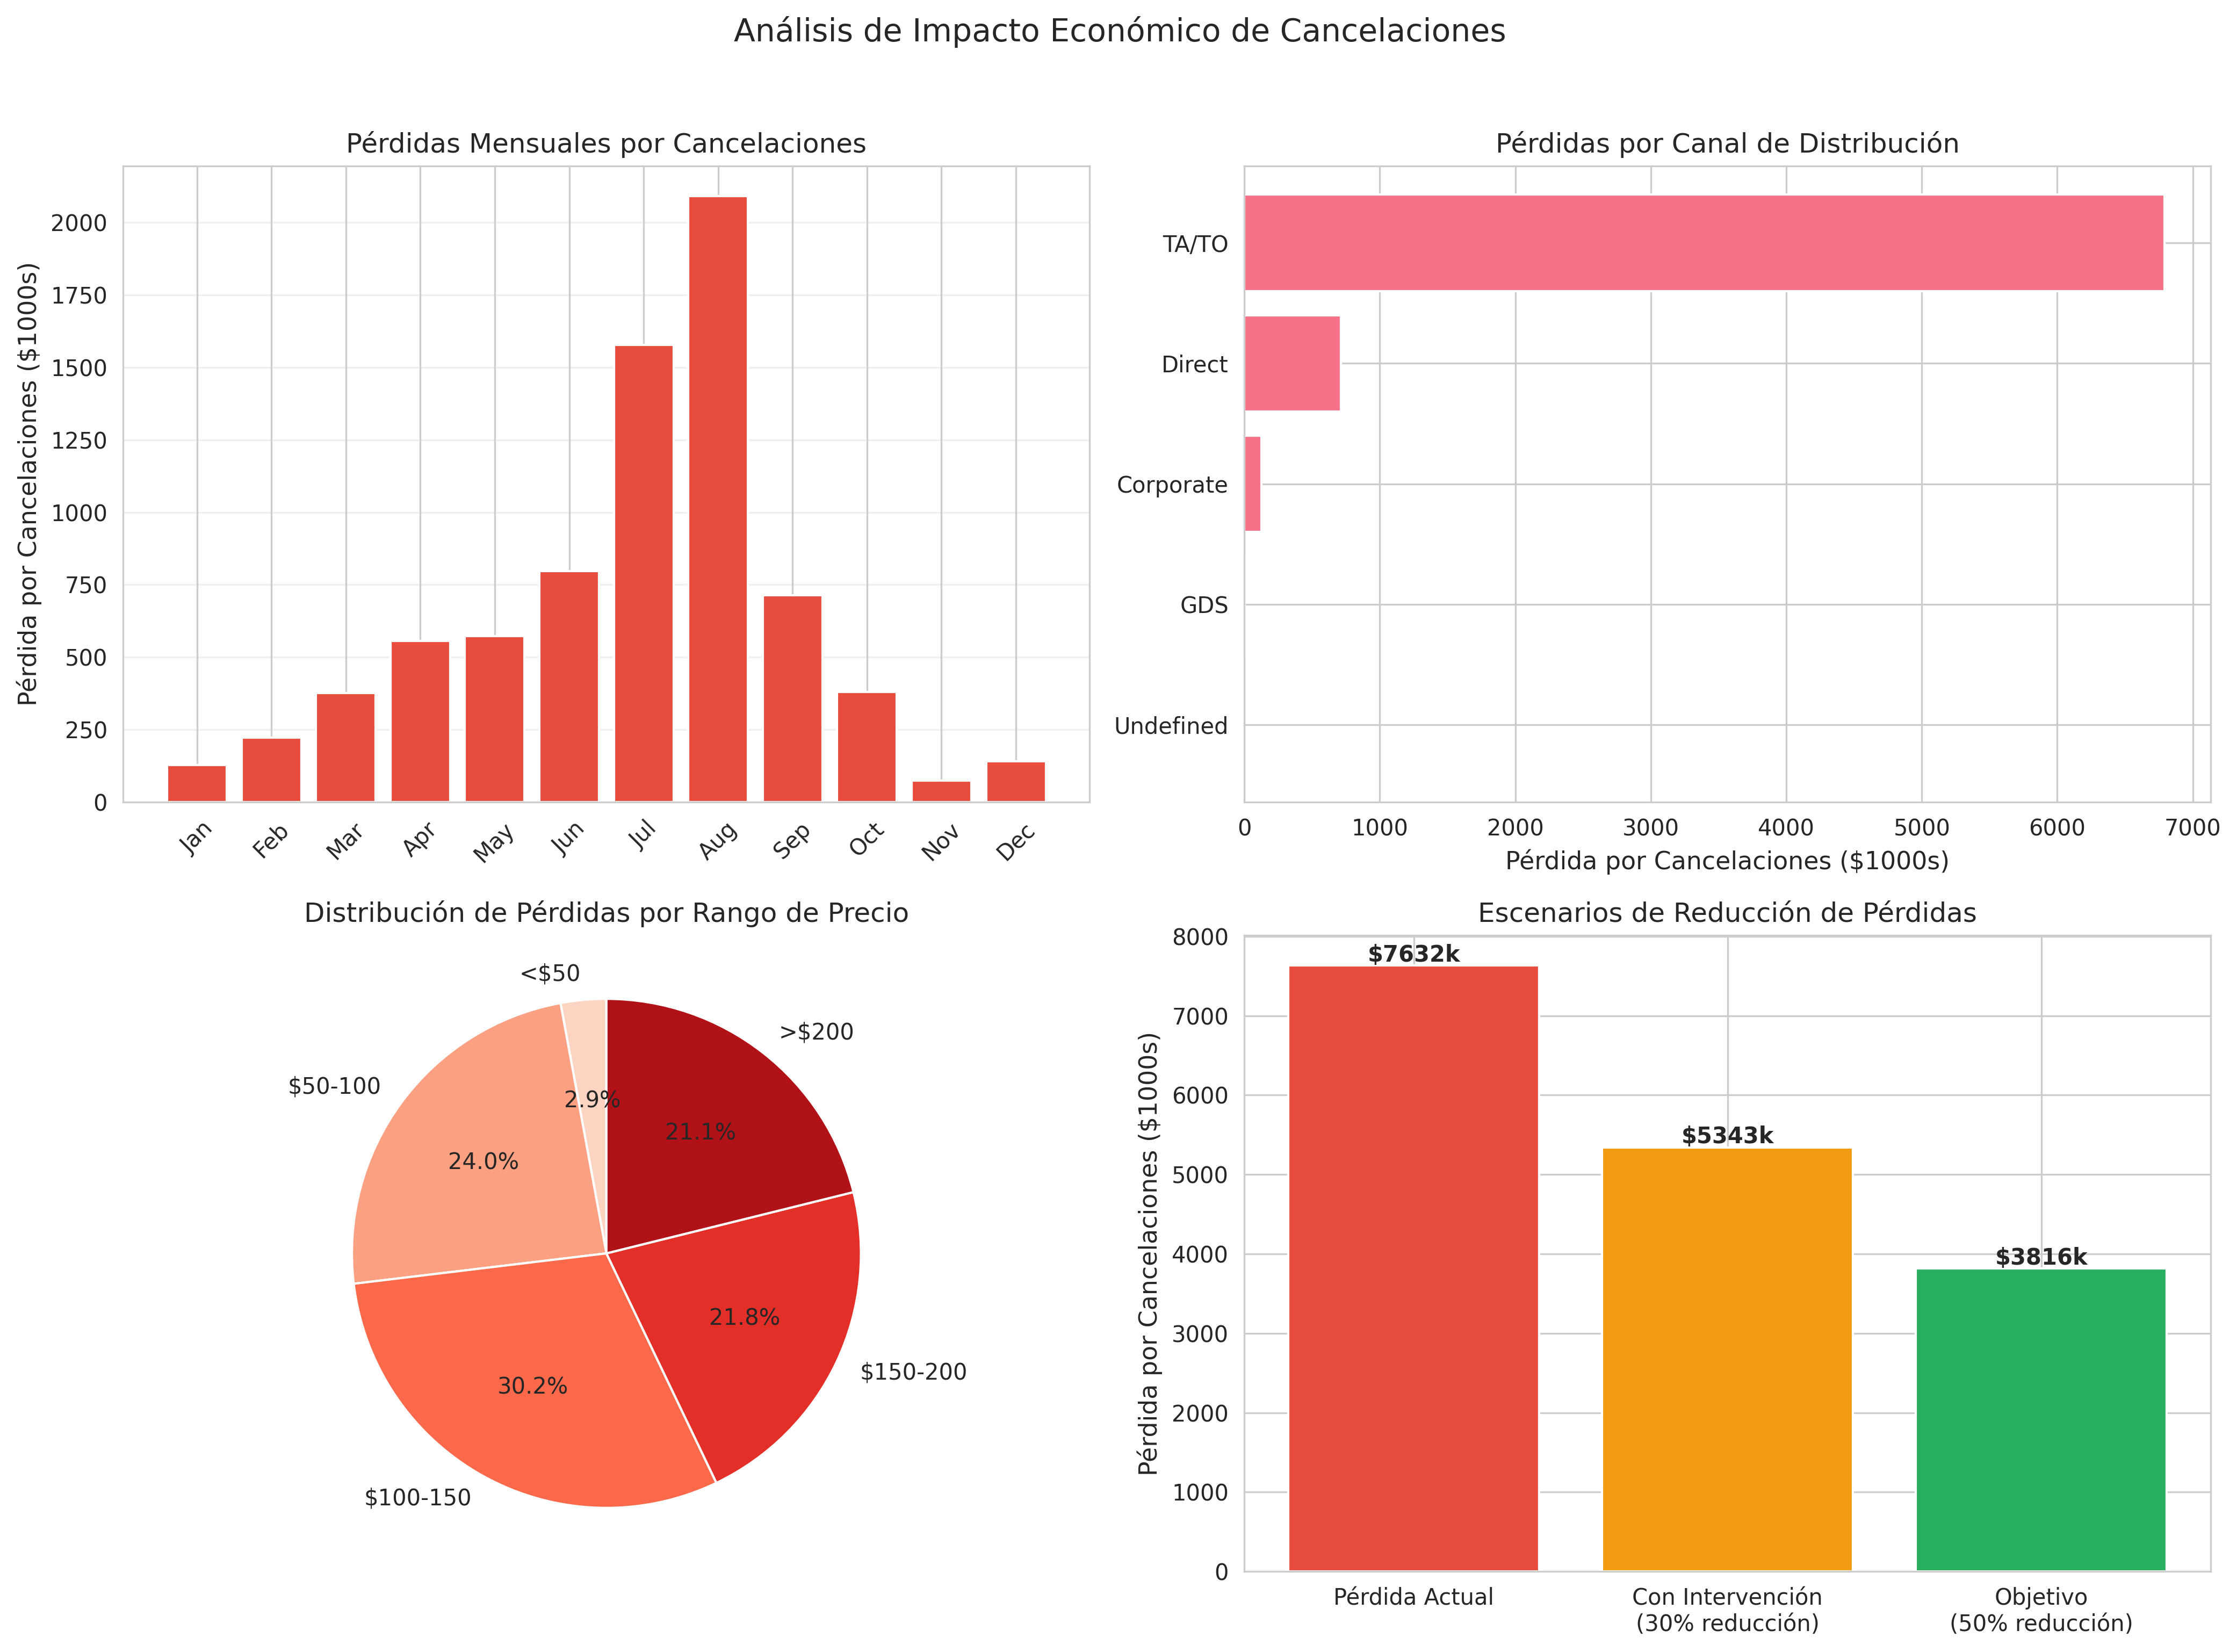 Análisis de Impacto Económico de Cancelaciones
Pérdidas Mensuales por Cancelaciones
Pérdida por Cancelaciones ($1000s)
2000
1750
1500
1250
1000
750
500
250
0
Jan
Feb
Mar
Apr
May
Jun
Jul
Aug
Sep
Oct
Nov
Dec
Pérdidas por Canal de Distribución
TA/TO
Direct
Corporate
GDS
Undefined
0
1000
2000
3000
4000
5000
6000
7000
Pérdida por Cancelaciones ($1000s)
Distribución de Pérdidas por Rango de Precio
<$50
2.9%
$50-100
24.0%
$100-150
30.2%
$150-200
21.8%
>$200
21.1%
Escenarios de Reducción de Pérdidas
Pérdida por Cancelaciones ($1000s)
8000
7000
6000
5000
4000
3000
2000
1000
0
$7632k
$5343k
$3816k
Pérdida Actual
Con Intervención
(30% reducción)
Objetivo
(50% reducción)